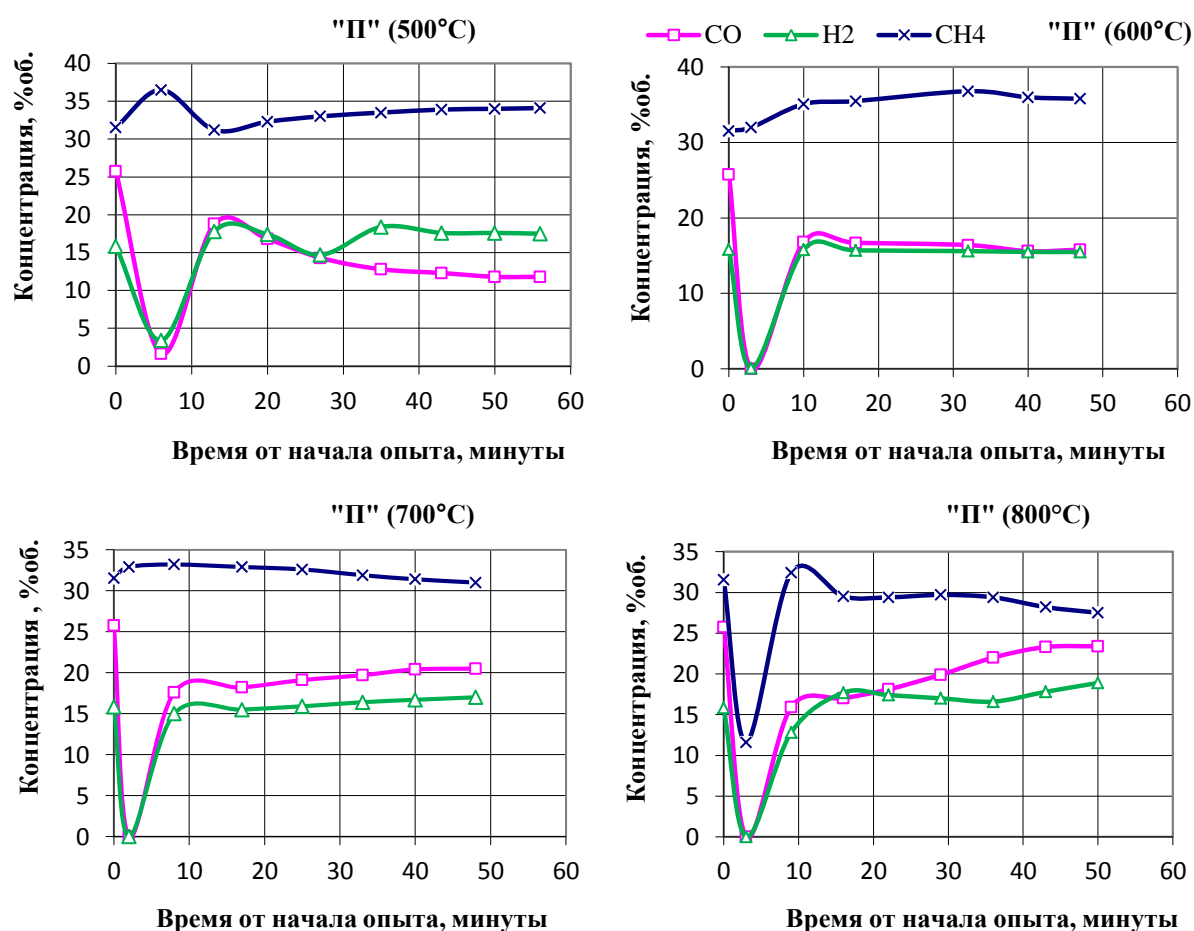 "П" (500°C)
Концентрация, %об.
40
35
30
25
20
15
10
5
0
0 10 20 30 40 50 60
Время от начала опыта, минуты
CO H2 CH4
"П" (600°C)
Концентрация, %об.
40
30
20
10
0
0 10 20 30 40 50 60
Время от начала опыта, минуты
"П" (700°C)
Концентрация , %об.
35
30
25
20
15
10
5
0
0 10 20 30 40 50 60
Время от начала опыта, минуты
"П" (800°C)
Концентрация, %об.
35
30
25
20
15
10
5
0
0 10 20 30 40 50 60
Время от начала опыта, минуты